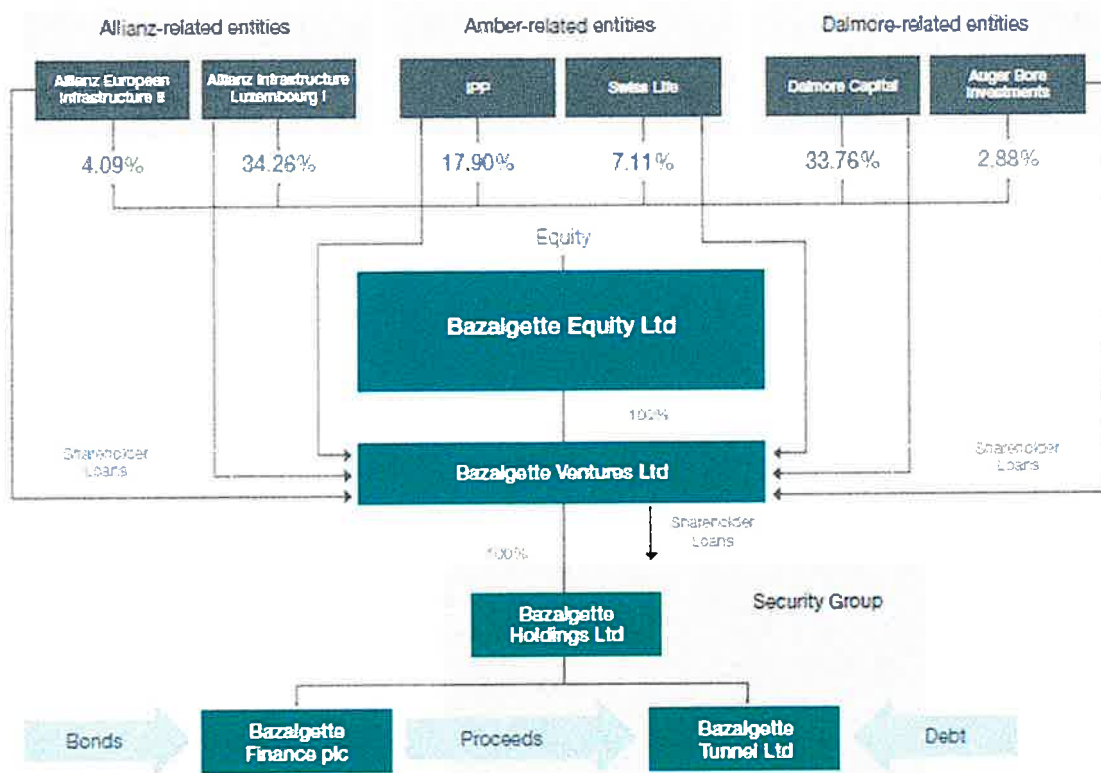 Allianz-related entities
Amber-related entities
Dalmore-related entities
Allianz European
Infrastructure II
Allianz Infrastructure
Luxembourg I
IPP
Swiss Life
Dalmore Capital
Auger Bore
Investments
4.09%
34.26%
17.90%
7.11%
33.76%
2.88%
Equity
Bazalgette Equity Ltd
100%
Shareholder
Loans
Bazalgette Ventures Ltd
Shareholder
Loans
100%
Shareholder
Loans
Bazalgette
Holdings Ltd
Security Group
Bonds
Bazalgette
Finance plc
Proceeds
Bazalgette
Tunnel Ltd
Debt